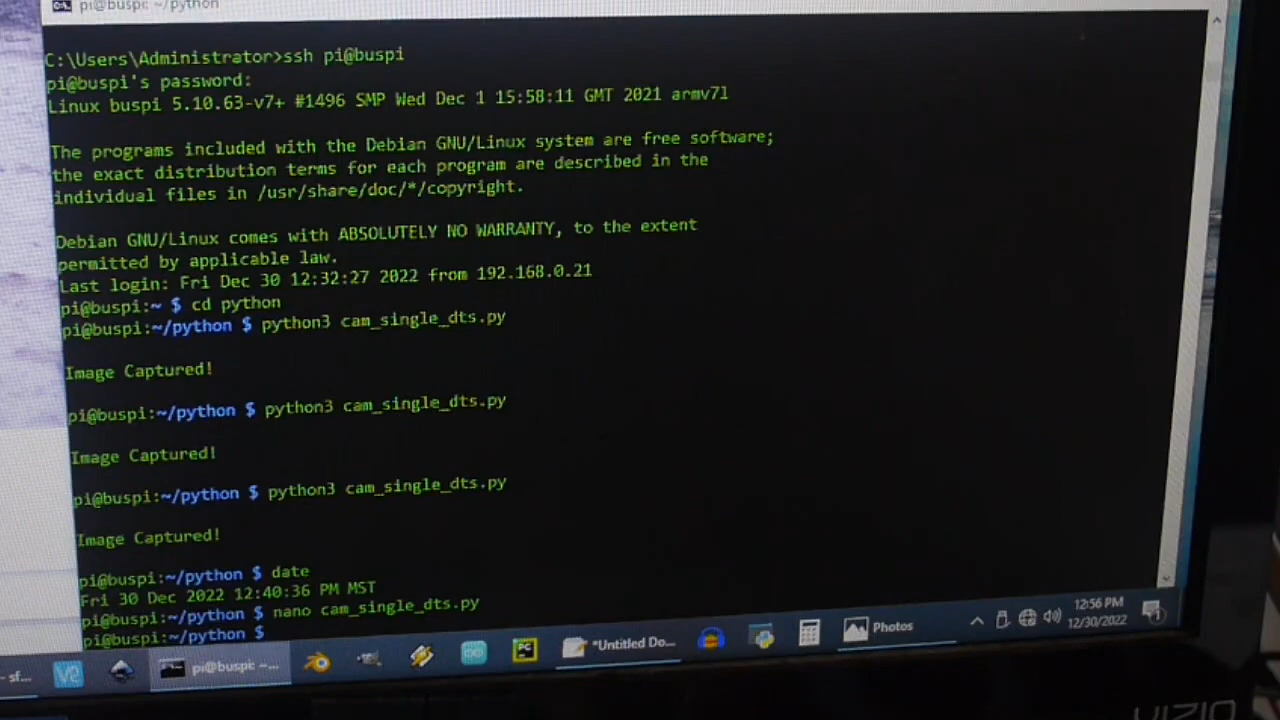 pi@buspi: ~/python
C:\Users\Administrator>ssh pi@buspi
pi@buspi's password:
Linux buspi 5.10.63-v7+ #1496 SMP Wed Dec 1 15:58:11 GMT 2021 armv7l
The programs included with the Debian GNU/Linux system are free software;
the exact distribution terms for each program are described in the
individual files in /usr/share/doc/*/copyright.
Debian GNU/Linux comes with ABSOLUTELY NO WARRANTY, to the extent
permitted by applicable law.
Last login: Fri Dec 30 12:32:27 2022 from 192.168.0.21
pi@buspi:~ $ cd python
pi@buspi:~/python $ python3 cam_single_dts.py
Image Captured!
pi@buspi:~/python $ python3 cam_single_dts.py
Image Captured!
pi@buspi:~/python $ python3 cam_single_dts.py
Image Captured!
pi@buspi:~/python $ date
Fri 30 Dec 2022 12:40:36 PM MST
pi@buspi:~/python $ nano cam_single_dts.py
pi@buspi:~/python $
- sf...
pi@buspi: ~...
PC
*Untitled Do...
Photos
12:56 PM
12/30/2022
1
VIZIO